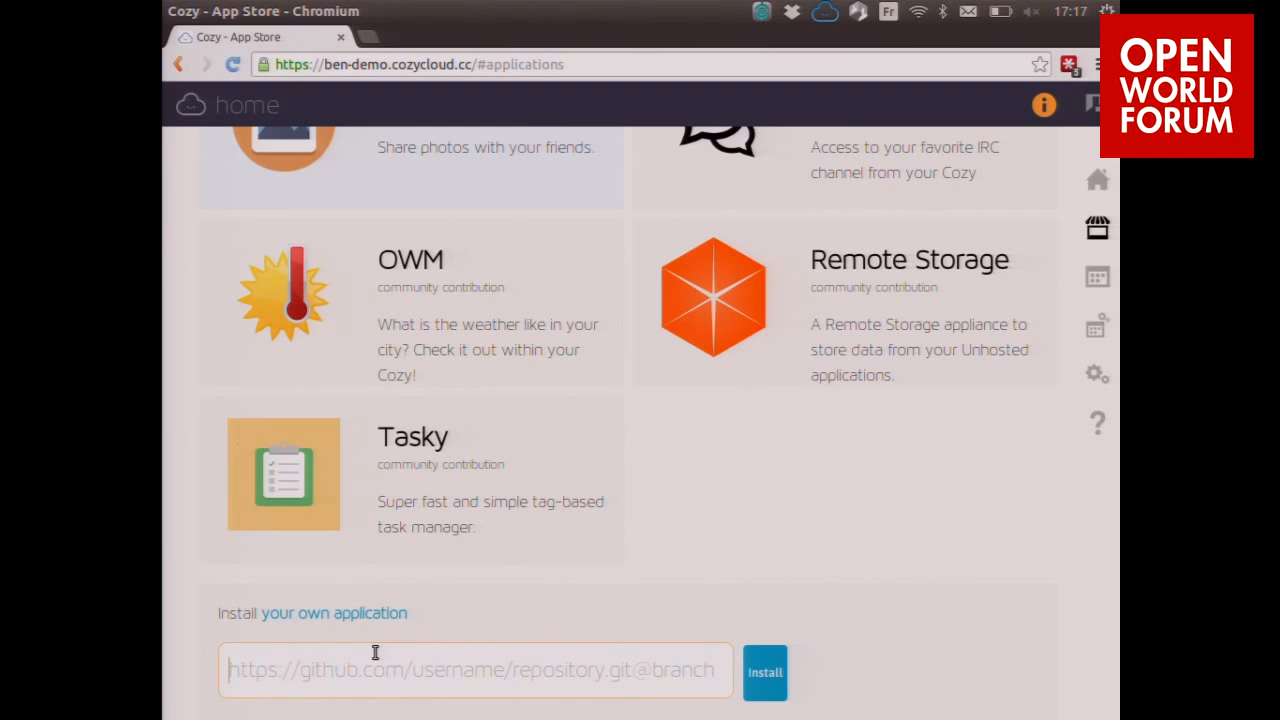 Cozy - App Store - Chromium
Fr
17:17
Cozy - App Store
https://ben-demo.cozycloud.cc/#applications
5
home
OPEN
WORLD
FORUM
Share photos with your friends.
Access to your favorite IRC
channel from your Cozy
OWM
community contribution
What is the weather like in your
city? Check it out within your
Cozy!
Remote Storage
community contribution
A Remote Storage appliance to
store data from your Unhosted
applications.
Tasky
community contribution
Super fast and simple tag-based
task manager.
Install your own application
https://github.com/username/repository.git@branch
Install